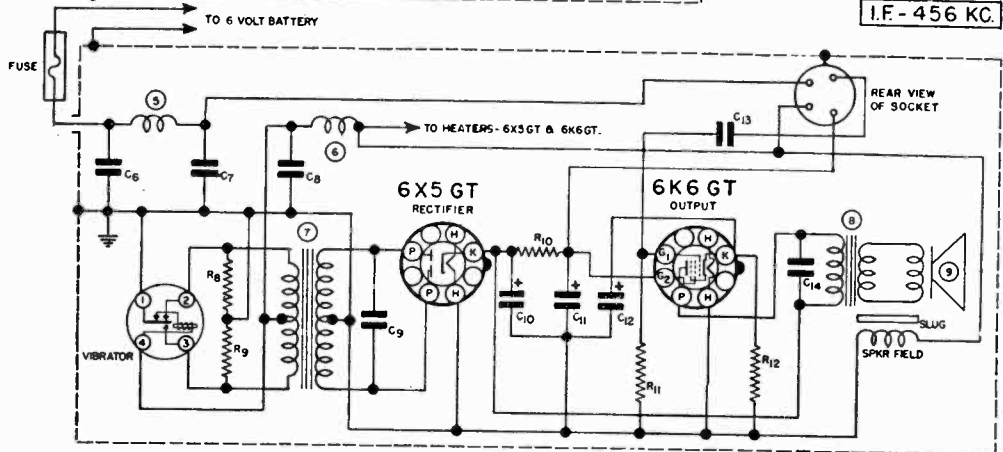 TO 6 VOLT BATTERY
I.F. - 456 KC.
FUSE
5
REAR VIEW
OF SOCKET
C13
6
TO HEATERS - 6X5GT & 6K6GT.
C6
C7
C8
6X5 GT
RECTIFIER
6K6 GT
OUTPUT
7
8
P
H
K
R10
G1
H
K
G2
9
R8
C14
1
2
P
H
P
H
C10
+
C11
+
C12
+
C9
SLUG
4
3
R9
VIBRATOR
R11
R12
SPKR FIELD